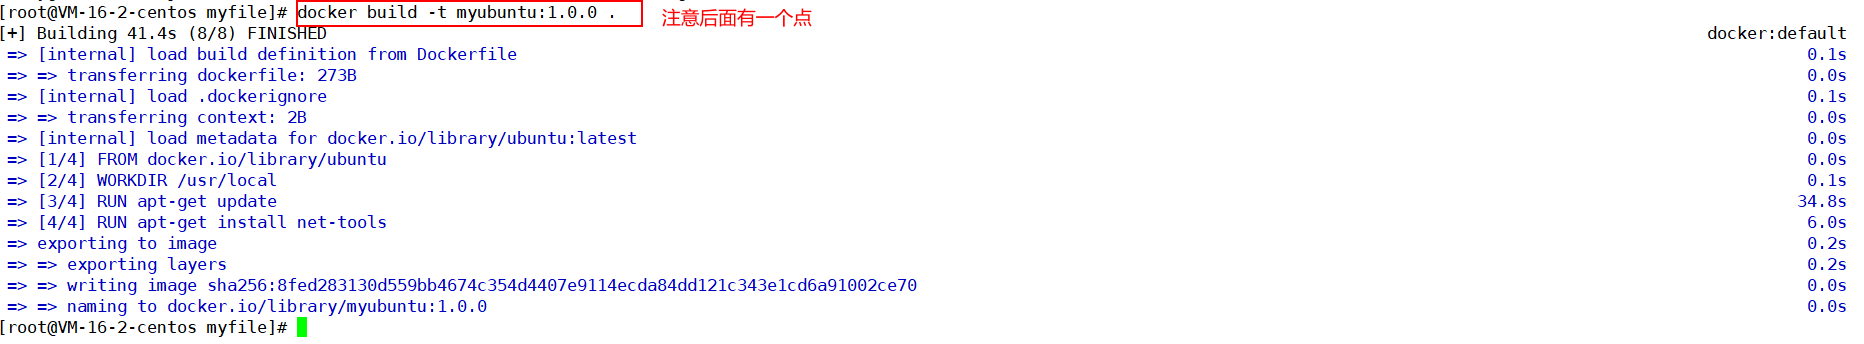 [root@VM-16-2-centos myfile]# docker build -t myubuntu:1.0.0 . 注意后面有一个点
[+] Building 41.4s (8/8) FINISHED docker:default
=> [internal] load build definition from Dockerfile 0.1s
=> => transferring dockerfile: 273B 0.0s
=> [internal] load .dockerignore 0.1s
=> => transferring context: 2B 0.0s
=> [internal] load metadata for docker.io/library/ubuntu:latest 0.0s
=> [1/4] FROM docker.io/library/ubuntu 0.0s
=> [2/4] WORKDIR /usr/local 0.1s
=> [3/4] RUN apt-get update 34.8s
=> [4/4] RUN apt-get install net-tools 6.0s
=> exporting to image 0.2s
=> => exporting layers 0.2s
=> => writing image sha256:8fed283130d559bb4674c354d4407e9114ecda84dd121c343e1cd6a91002ce70 0.0s
=> => naming to docker.io/library/myubuntu:1.0.0 0.0s
[root@VM-16-2-centos myfile]#